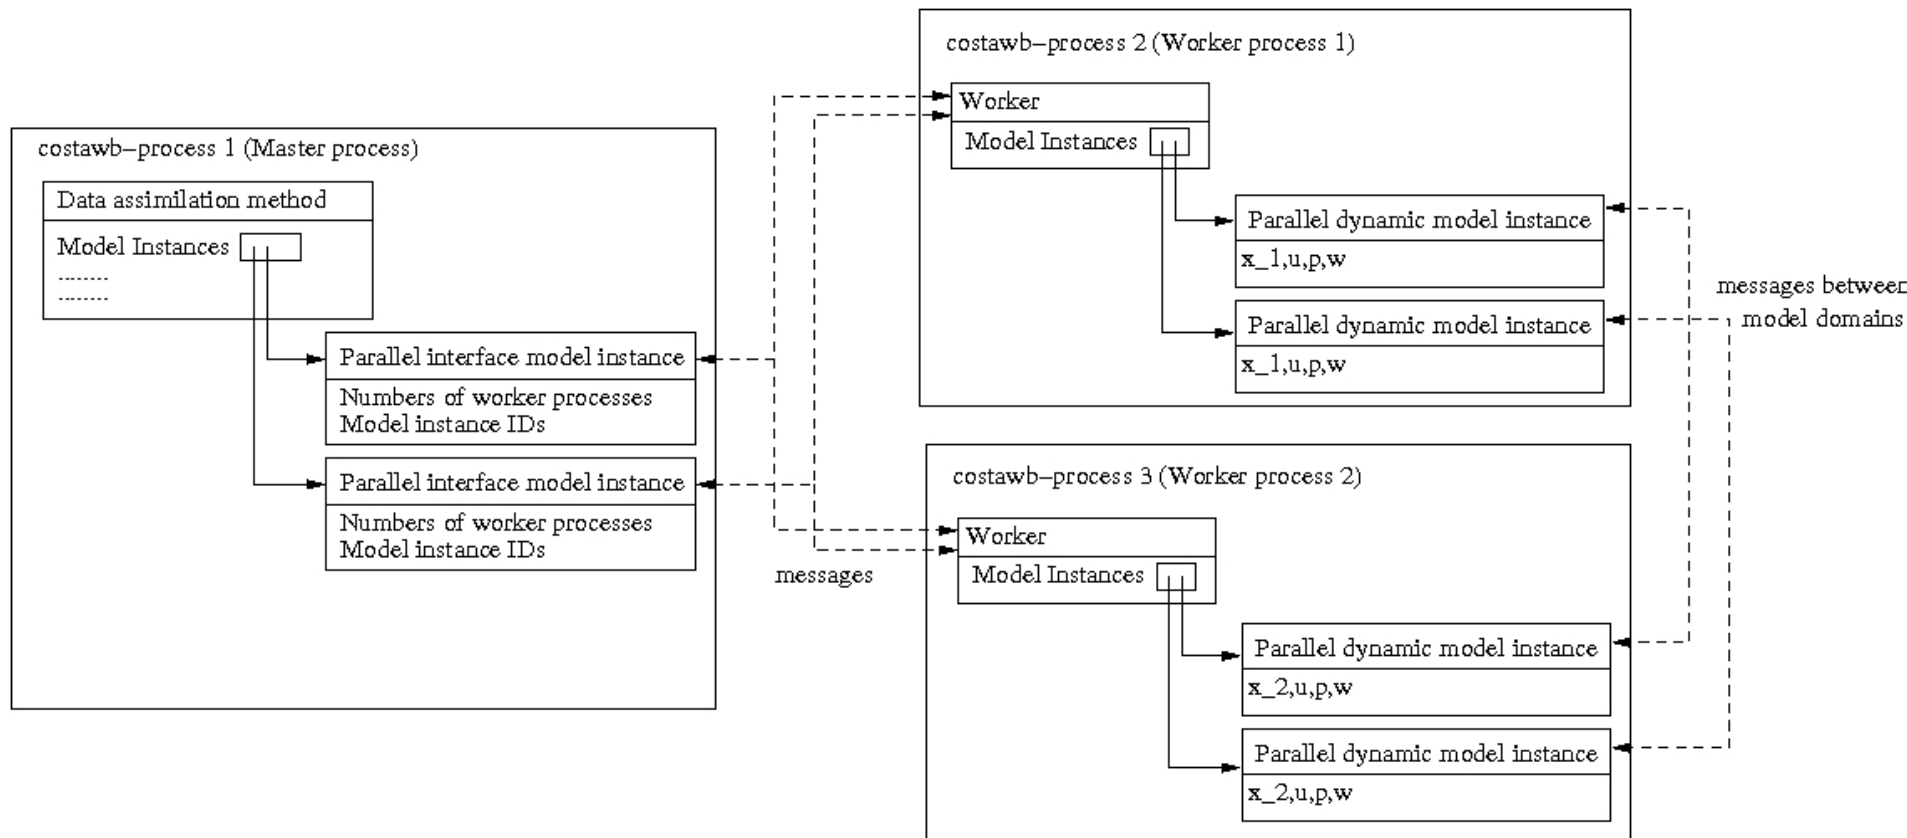 costawb-process 1 (Master process)
Data assimilation method
Model Instances
........
........
Parallel interface model instance
Numbers of worker processes
Model instance IDs
Parallel interface model instance
Numbers of worker processes
Model instance IDs
messages
costawb-process 2 (Worker process 1)
Worker
Model Instances
Parallel dynamic model instance
x_1,u,p,w
Parallel dynamic model instance
x_1,u,p,w
messages between
model domains
costawb-process 3 (Worker process 2)
Worker
Model Instances
Parallel dynamic model instance
x_2,u,p,w
Parallel dynamic model instance
x_2,u,p,w